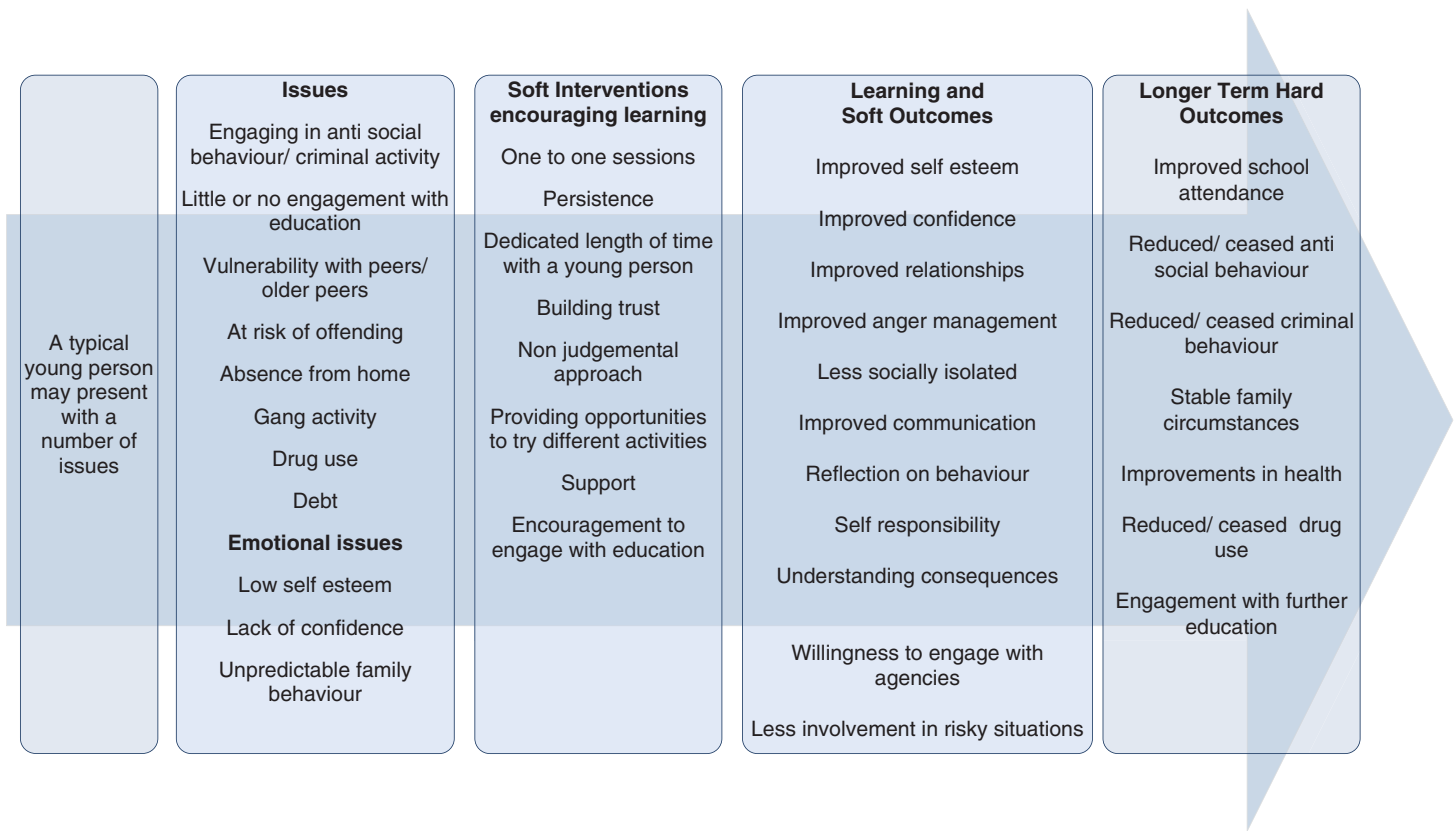 A typical
young person
may present
with a
number of
issues
Issues
Engaging in anti social
behaviour/ criminal activity
Little or no engagement with
education
Vulnerability with peers/
older peers
At risk of offending
Absence from home
Gang activity
Drug use
Debt
Emotional issues
Low self esteem
Lack of confidence
Unpredictable family
behaviour
Soft Interventions
encouraging learning
One to one sessions
Persistence
Dedicated length of time
with a young person
Building trust
Non judgemental
approach
Providing opportunities
to try different activities
Support
Encouragement to
engage with education
Learning and
Soft Outcomes
Improved self esteem
Improved confidence
Improved relationships
Improved anger management
Less socially isolated
Improved communication
Reflection on behaviour
Self responsibility
Understanding consequences
Willingness to engage with
agencies
Less involvement in risky situations
Longer Term Hard
Outcomes
Improved school
attendance
Reduced/ ceased anti
social behaviour
Reduced/ ceased criminal
behaviour
Stable family
circumstances
Improvements in health
Reduced/ ceased  drug
use
Engagement with further
education